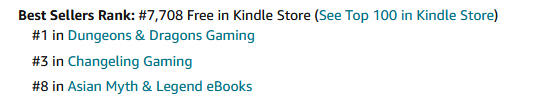 Best Sellers Rank: #7,708 Free in Kindle Store (See Top 100 in Kindle Store)
#1 in Dungeons & Dragons Gaming
#3 in Changeling Gaming
#8 in Asian Myth & Legend eBooks